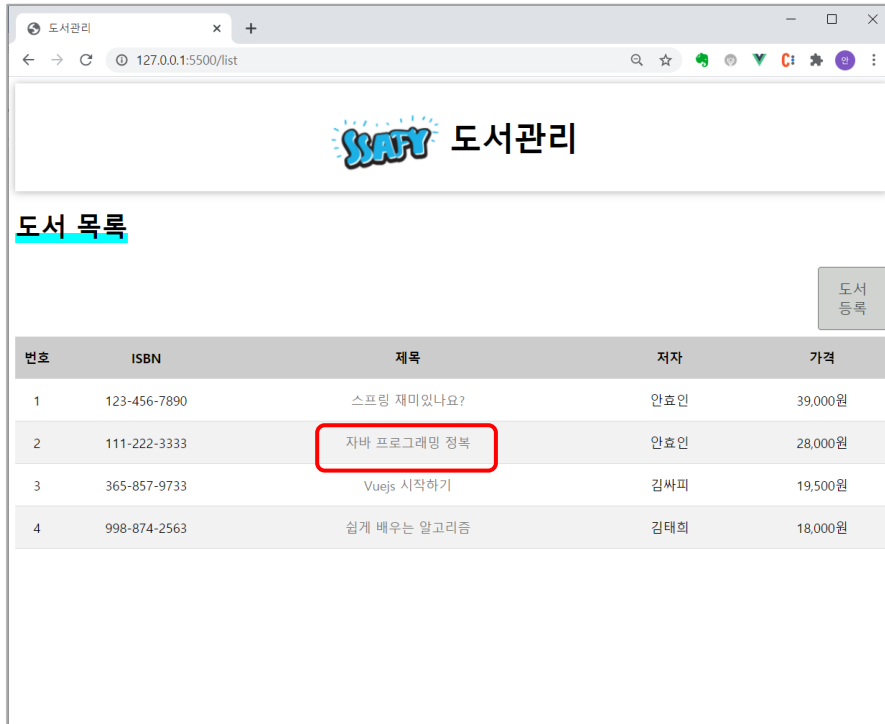 도서관리
127.0.0.1:5500/list
안
SSAFY 도서관리
도서 목록
도서
등록
번호 ISBN 제목 저자 가격
1 123-456-7890 스프링 재미있나요? 안효인 39,000원
2 111-222-3333 자바 프로그래밍 정복 안효인 28,000원
3 365-857-9733 Vuejs 시작하기 김싸피 19,500원
4 998-874-2563 쉽게 배우는 알고리즘 김태희 18,000원